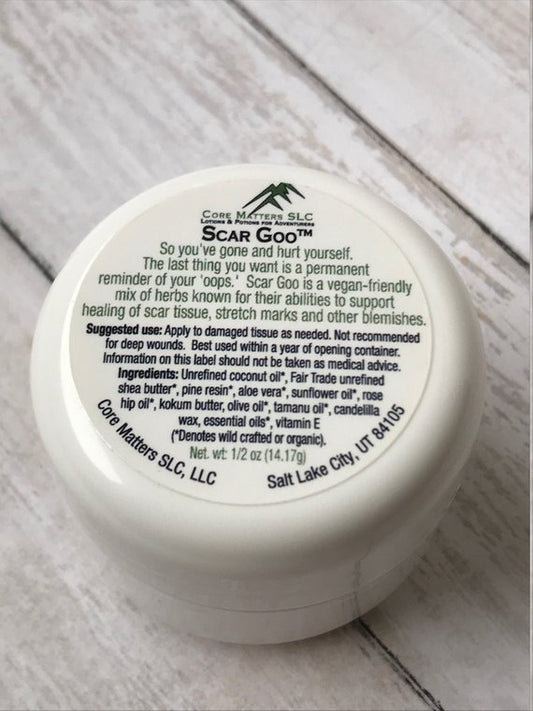 CORE MATTERS SLC
LOTIONS & POTIONS FOR ADVENTURERS
SCAR GOO™
So you've gone and hurt yourself.
The last thing you want is a permanent
reminder of your 'oops.' Scar Goo is a vegan-friendly
mix of herbs known for their abilities to support
healing of scar tissue, stretch marks and other blemishes.
Suggested use: Apply to damaged tissue as needed. Not recommended
for deep wounds. Best used within a year of opening container.
Information on this label should not be taken as medical advice.
Ingredients: Unrefined coconut oil*, Fair Trade unrefined
shea butter*, pine resin*, aloe vera*, sunflower oil*, rose
hip oil*, kokum butter, olive oil*, tamanu oil*, candelilla
wax, essential oils*, vitamin E
(*Denotes wild crafted or organic).
Net. wt: 1/2 oz (14.17g)
Core Matters SLC, LLC
Salt Lake City, UT 84105